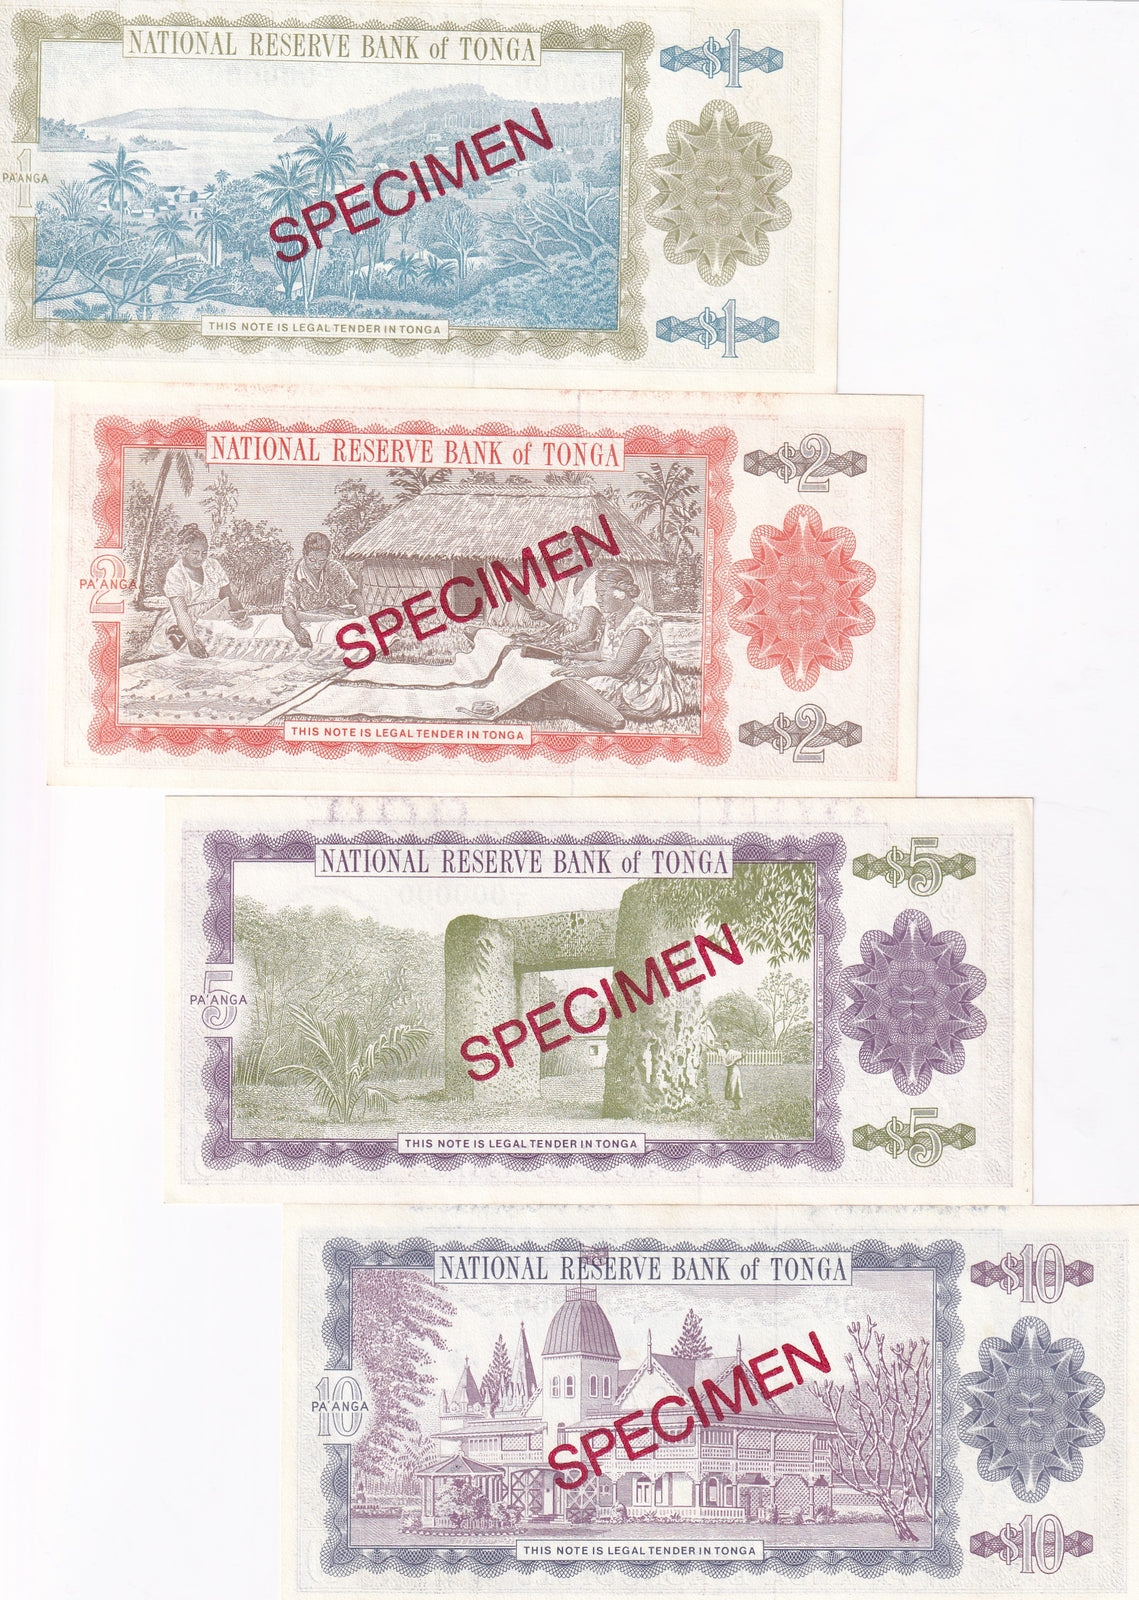 NATIONAL RESERVE BANK of TONGA
$1
1
PA'ANGA
SPECIMEN
THIS NOTE IS LEGAL TENDER IN TONGA
$1
NATIONAL RESERVE BANK of TONGA
$2
2
PA'ANGA
SPECIMEN
THIS NOTE IS LEGAL TENDER IN TONGA
$2
NATIONAL RESERVE BANK of TONGA
$5
5
PA'ANGA
SPECIMEN
THIS NOTE IS LEGAL TENDER IN TONGA
$5
NATIONAL RESERVE BANK of TONGA
$10
10
PA'ANGA
SPECIMEN
THIS NOTE IS LEGAL TENDER IN TONGA
$10